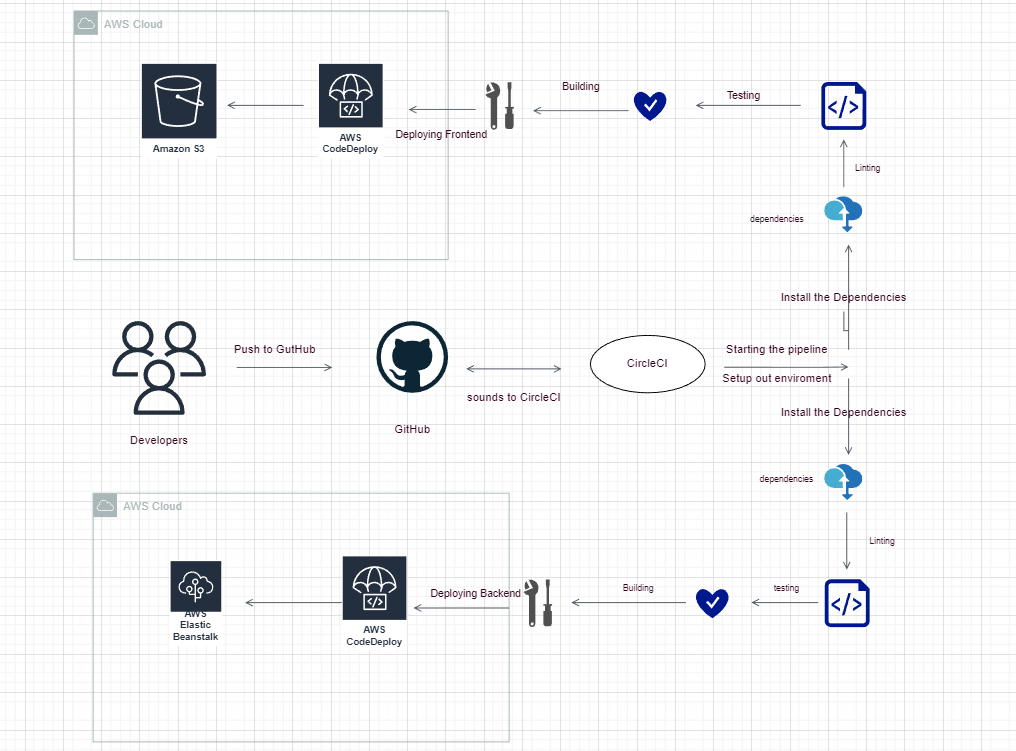 AWS Cloud
Amazon S3
AWS
CodeDeploy
Deploying Frontend
Building
Testing
Linting
dependencies
Install the Dependencies
Developers
Push to GutHub
GitHub
sounds to CircleCI
CircleCI
Starting the pipeline
Setup out enviroment
Install the Dependencies
dependencies
Linting
testing
Building
Deploying Backend
AWS Cloud
AWS
CodeDeploy
AWS
Elastic
Beanstalk